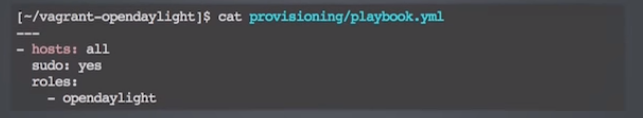 [~/vagrant-opendaylight]$ cat provisioning/playbook.yml
---
- hosts: all
  sudo: yes
  roles:
    - opendaylight